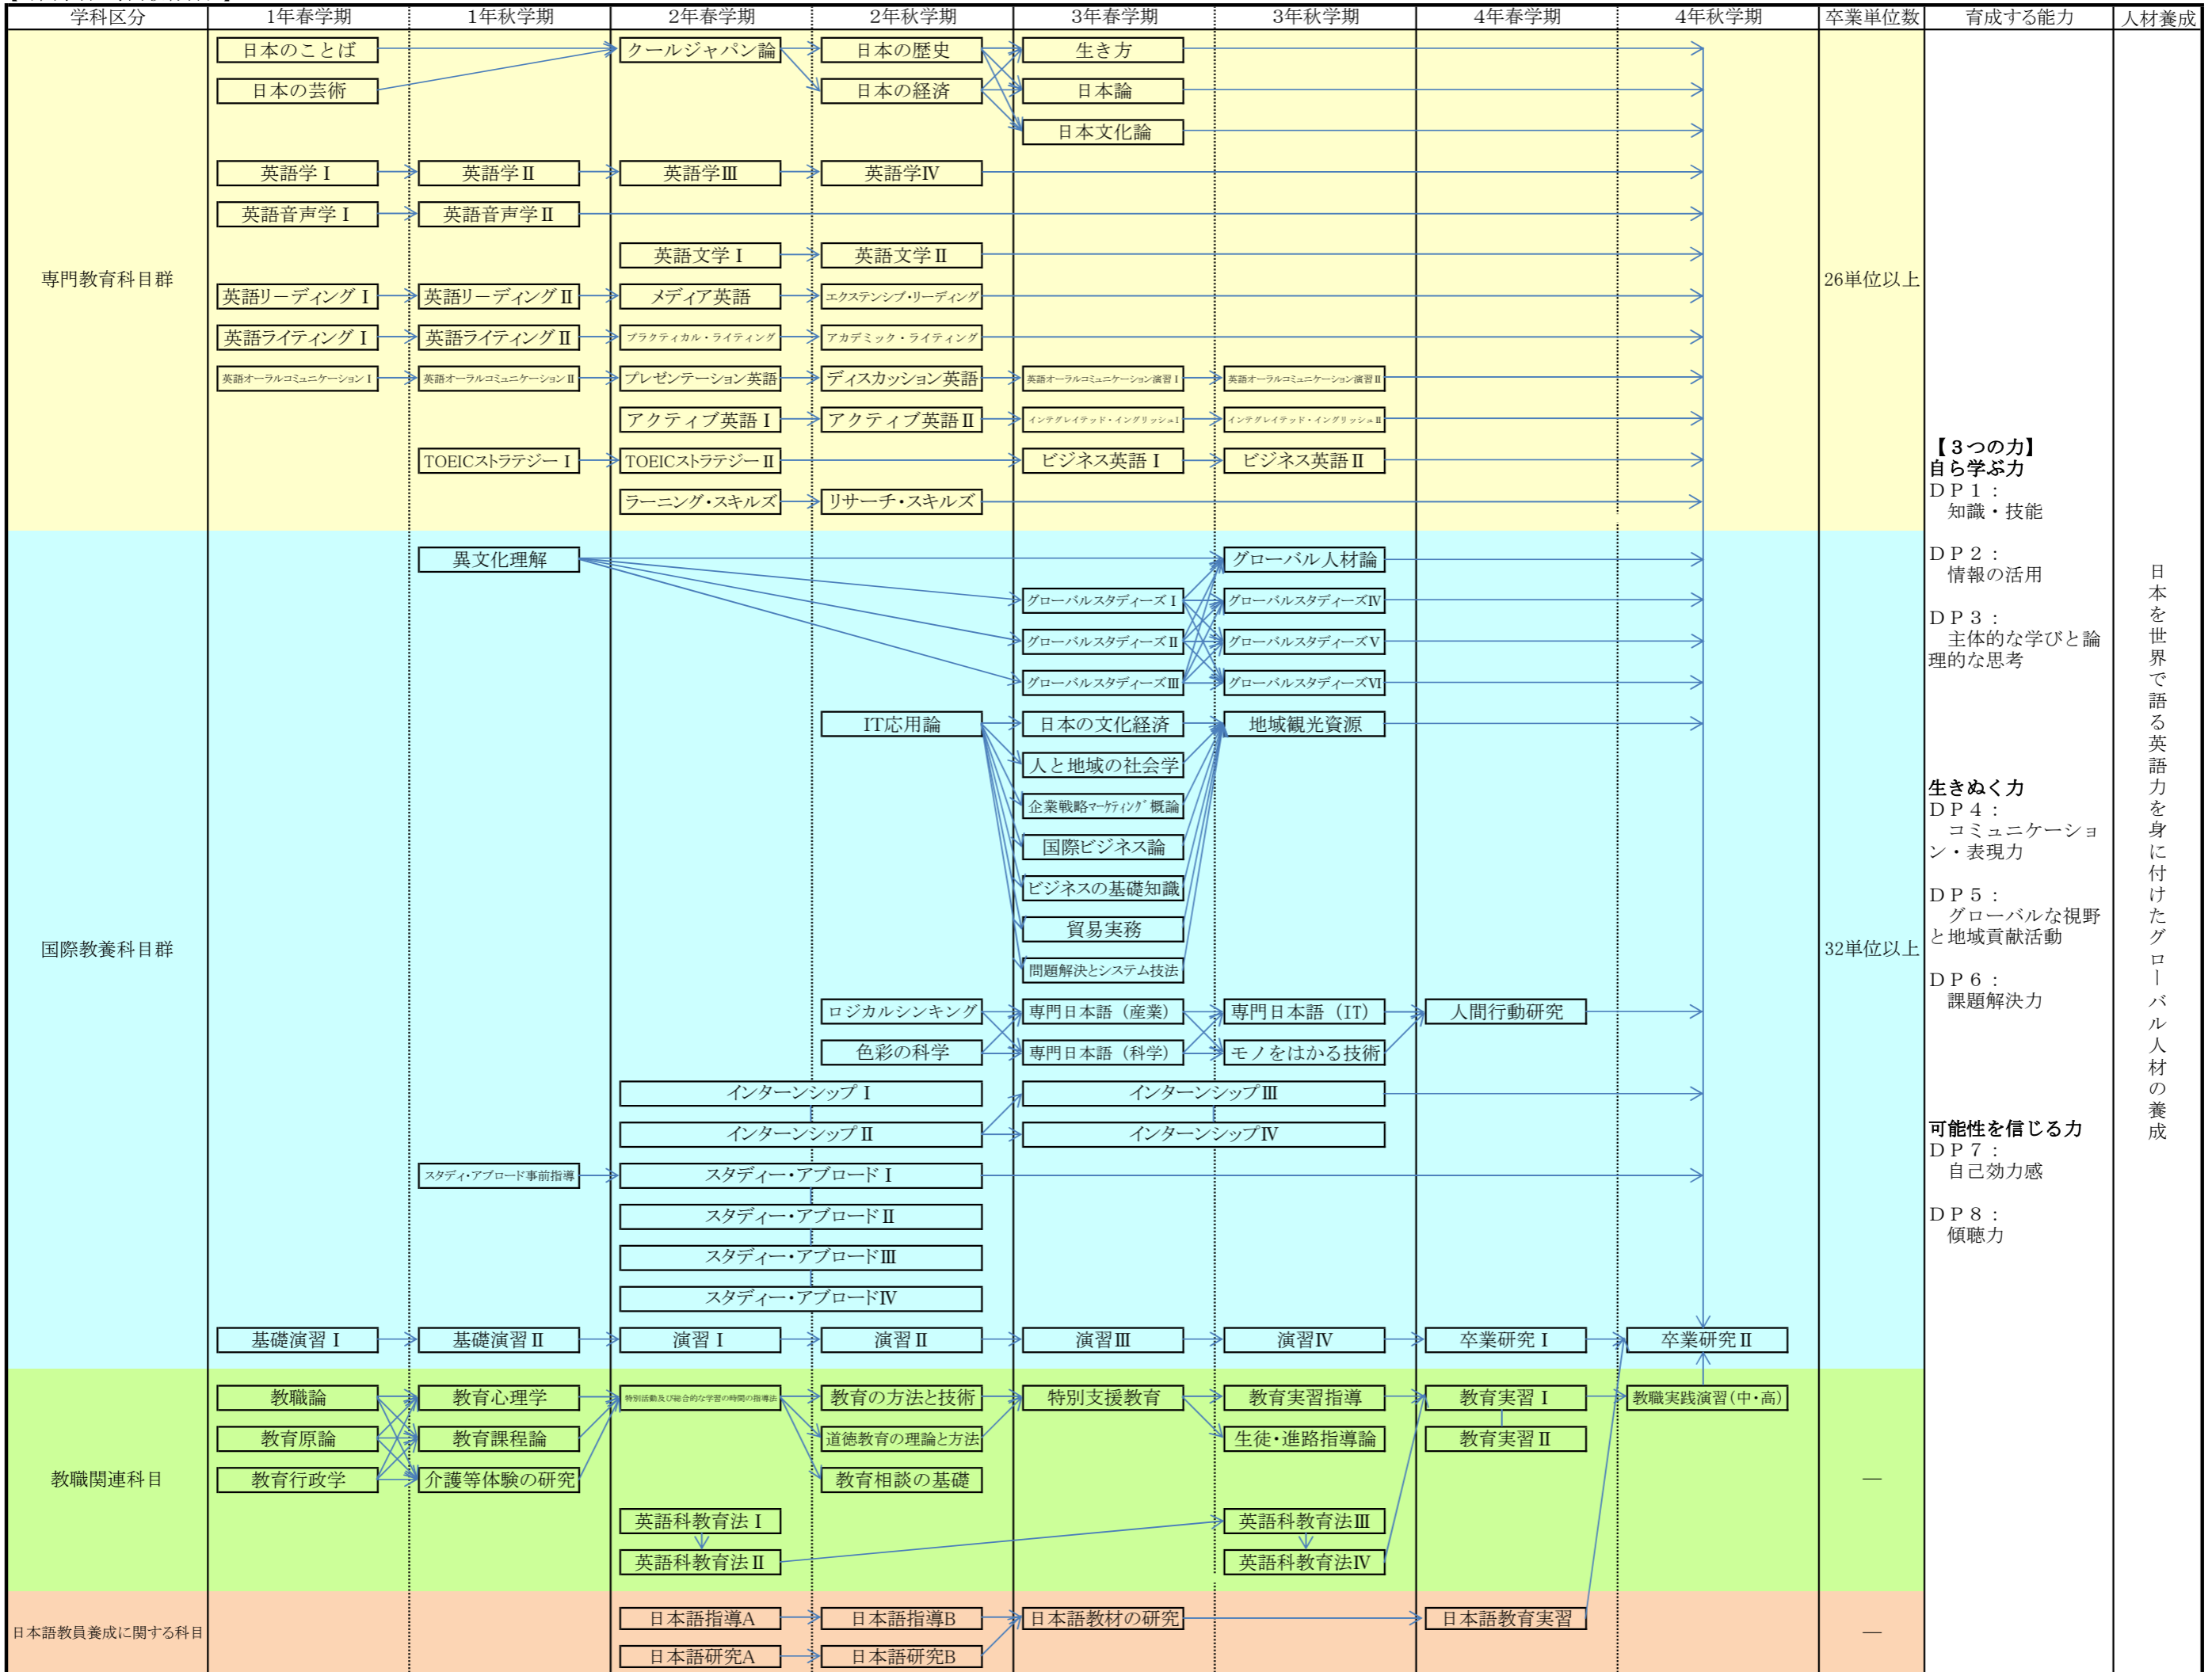 学科区分 1年春学期 1年秋学期 2年春学期 2年秋学期 3年春学期 3年秋学期 4年春学期 4年秋学期 卒業単位数 育成する能力 人材養成
専門教育科目群
日本のことば クールジャパン論 日本の歴史 生き方
日本の芸術 日本の経済 日本論
日本文化論
英語学Ⅰ 英語学Ⅱ 英語学Ⅲ 英語学Ⅳ
英語音声学Ⅰ 英語音声学Ⅱ
英語文学Ⅰ 英語文学Ⅱ
英語リーディングⅠ 英語リーディングⅡ メディア英語 エクステンシブ・リーディング
英語ライティングⅠ 英語ライティングⅡ プラクティカル・ライティング アカデミック・ライティング
英語オーラルコミュニケーションⅠ 英語オーラルコミュニケーションⅡ プレゼンテーション英語 ディスカッション英語 英語オーラルコミュニケーション演習Ⅰ 英語オーラルコミュニケーション演習Ⅱ
アクティブ英語Ⅰ アクティブ英語Ⅱ インテグレイテッド・イングリッシュⅠ インテグレイテッド・イングリッシュⅡ
TOEICストラテジーⅠ TOEICストラテジーⅡ ビジネス英語Ⅰ ビジネス英語Ⅱ
ラーニング・スキルズ リサーチ・スキルズ
26単位以上
国際教養科目群
異文化理解 グローバル人材論
グローバルスタディーズⅠ グローバルスタディーズⅣ
グローバルスタディーズⅡ グローバルスタディーズⅤ
グローバルスタディーズⅢ グローバルスタディーズⅥ
IT応用論 日本の文化経済 地域観光資源
人と地域の社会学
企業戦略マーケティング概論
国際ビジネス論
ビジネスの基礎知識
貿易実務
問題解決とシステム技法
ロジカルシンキング 専門日本語（産業） 専門日本語（IT） 人間行動研究
色彩の科学 専門日本語（科学） モノをはかる技術
インターンシップⅠ インターンシップⅢ
インターンシップⅡ インターンシップⅣ
スタディ・アブロード事前指導 スタディー・アブロードⅠ
スタディー・アブロードⅡ
スタディー・アブロードⅢ
スタディー・アブロードⅣ
基礎演習Ⅰ 基礎演習Ⅱ 演習Ⅰ 演習Ⅱ 演習Ⅲ 演習Ⅳ 卒業研究Ⅰ 卒業研究Ⅱ
32単位以上
教職関連科目
教職論 教育心理学 特別活動及び総合的な学習の時間の指導法 教育の方法と技術 特別支援教育 教育実習指導 教育実習Ⅰ 教職実践演習(中・高)
教育原論 教育課程論 道徳教育の理論と方法 生徒・進路指導論 教育実習Ⅱ
教育行政学 介護等体験の研究 教育相談の基礎
英語科教育法Ⅰ 英語科教育法Ⅲ
英語科教育法Ⅱ 英語科教育法Ⅳ
―
日本語教員養成に関する科目
日本語指導A 日本語指導B 日本語教材の研究 日本語教育実習
日本語研究A 日本語研究B
―
【３つの力】
自ら学ぶ力
ＤＰ１：
知識・技能
ＤＰ２：
情報の活用
ＤＰ３：
主体的な学びと論
理的な思考
生きぬく力
ＤＰ４：
コミュニケーショ
ン・表現力
ＤＰ５：
グローバルな視野
と地域貢献活動
ＤＰ６：
課題解決力
可能性を信じる力
ＤＰ７：
自己効力感
ＤＰ８：
傾聴力
日本を世界で語る英語力を身に付けたグローバル人材の養成